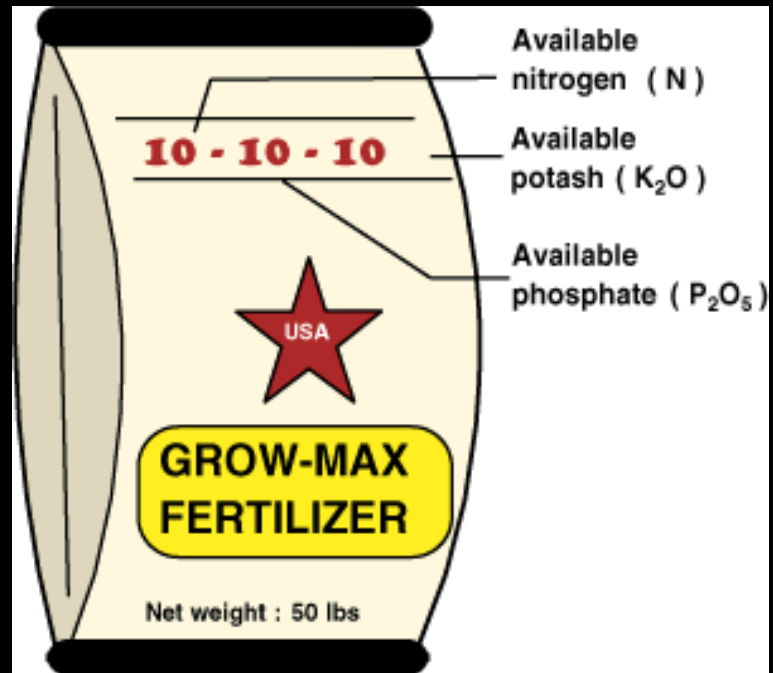 Available
nitrogen ( N )
10 - 10 - 10
Available
potash ( K₂O )
Available
phosphate ( P₂O₅ )
USA
GROW-MAX
FERTILIZER
Net weight : 50 lbs